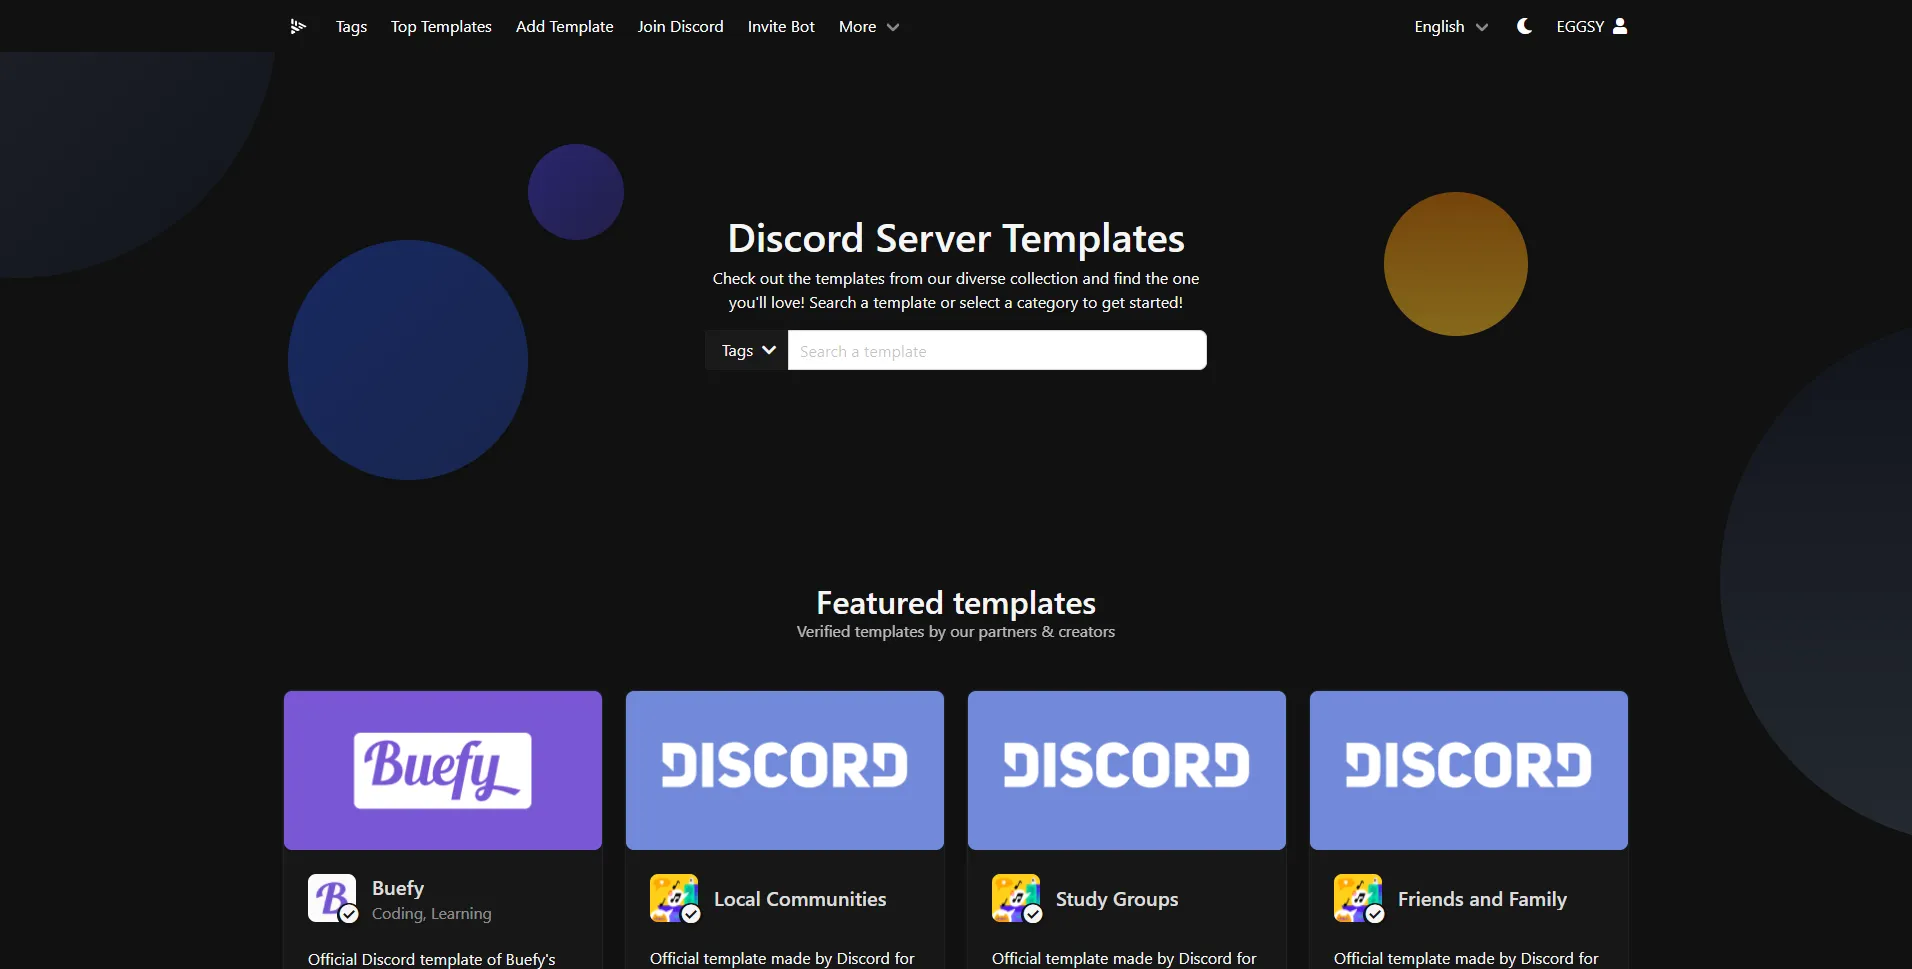 Tags
Top Templates
Add Template
Join Discord
Invite Bot
More
English
EGGSY
Discord Server Templates
Check out the templates from our diverse collection and find the one
you'll love! Search a template or select a category to get started!
Tags
Search a template
Featured templates
Verified templates by our partners & creators
Buefy
DISCORD
DISCORD
DISCORD
B
Buefy
Coding, Learning
Local Communities
Study Groups
Friends and Family
Official Discord template of Buefy's
Official template made by Discord for
Official template made by Discord for
Official template made by Discord for